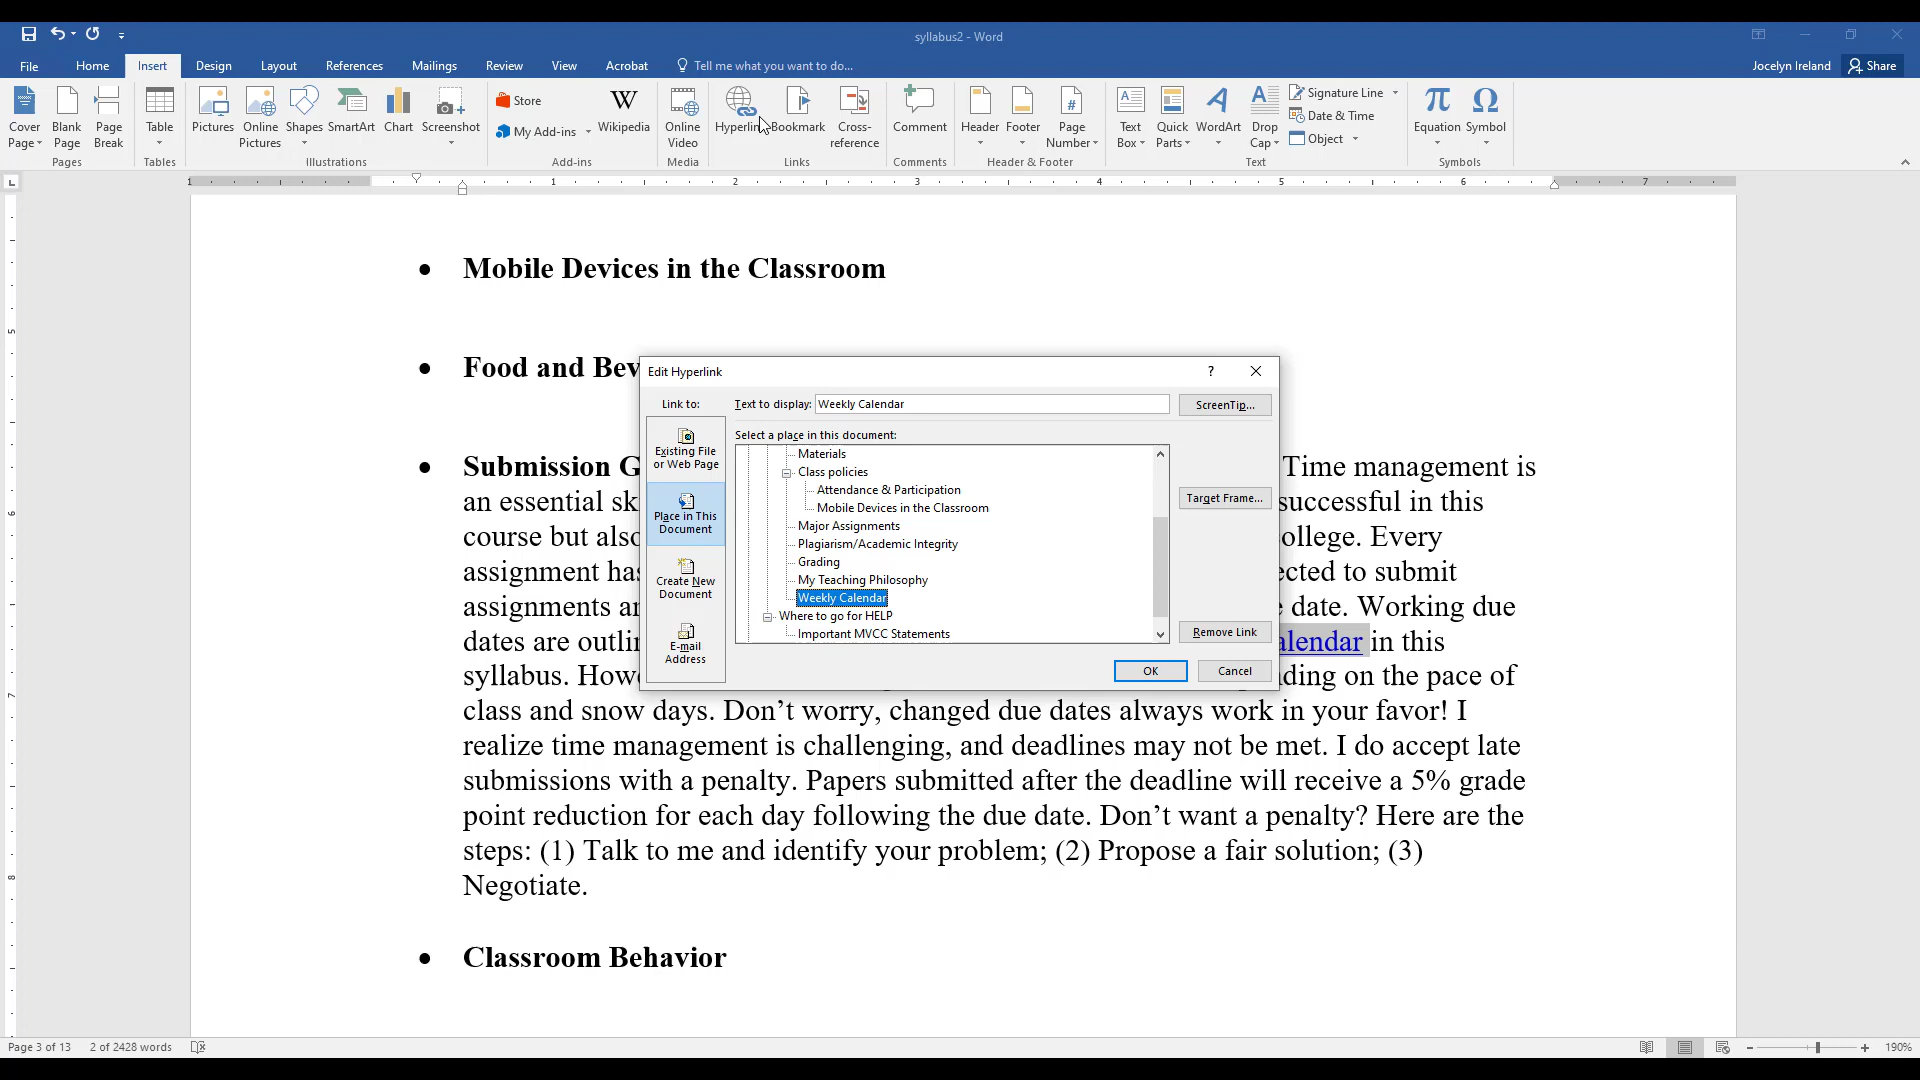 syllabus2 - Word
File Home Insert Design Layout References Mailings Review View Acrobat Tell me what you want to do... Jocelyn Ireland Share
Cover Page
Blank Page
Page Break
Pages
Table
Tables
Pictures
Online Pictures
Shapes
SmartArt
Chart
Screenshot
Illustrations
Store
My Add-ins
Wikipedia
Add-ins
Online Video
Media
Bookmark
Cross-reference
Links
Comment
Comments
Header
Footer
Page Number
Header & Footer
Text Box
Quick Parts
WordArt
Drop Cap
Signature Line
Date & Time
Object
Text
Equation
Symbol
Symbols
1 1 2 3 4 5 6 7
5
6
7
8
• Mobile Devices in the Classroom
• Food and Bev
• Submission G Time management is
an essential sk successful in this
course but also ollege. Every
assignment has ected to submit
assignments a e date. Working due
dates are outli alendar in this
syllabus. How ding on the pace of
class and snow days. Don’t worry, changed due dates always work in your favor! I
realize time management is challenging, and deadlines may not be met. I do accept late
submissions with a penalty. Papers submitted after the deadline will receive a 5% grade
point reduction for each day following the due date. Don’t want a penalty? Here are the
steps: (1) Talk to me and identify your problem; (2) Propose a fair solution; (3)
Negotiate.
• Classroom Behavior
Edit Hyperlink ?
Link to: Text to display: Weekly Calendar ScreenTip...
Select a place in this document:
Existing File or Web Page
Place in This Document
Create New Document
E-mail Address
Materials
Class policies
Attendance & Participation
Mobile Devices in the Classroom
Major Assignments
Plagiarism/Academic Integrity
Grading
My Teaching Philosophy
Weekly Calendar
Where to go for HELP
Important MVCC Statements
Target Frame...
Remove Link
OK Cancel
Page 3 of 13 2 of 2428 words 190%